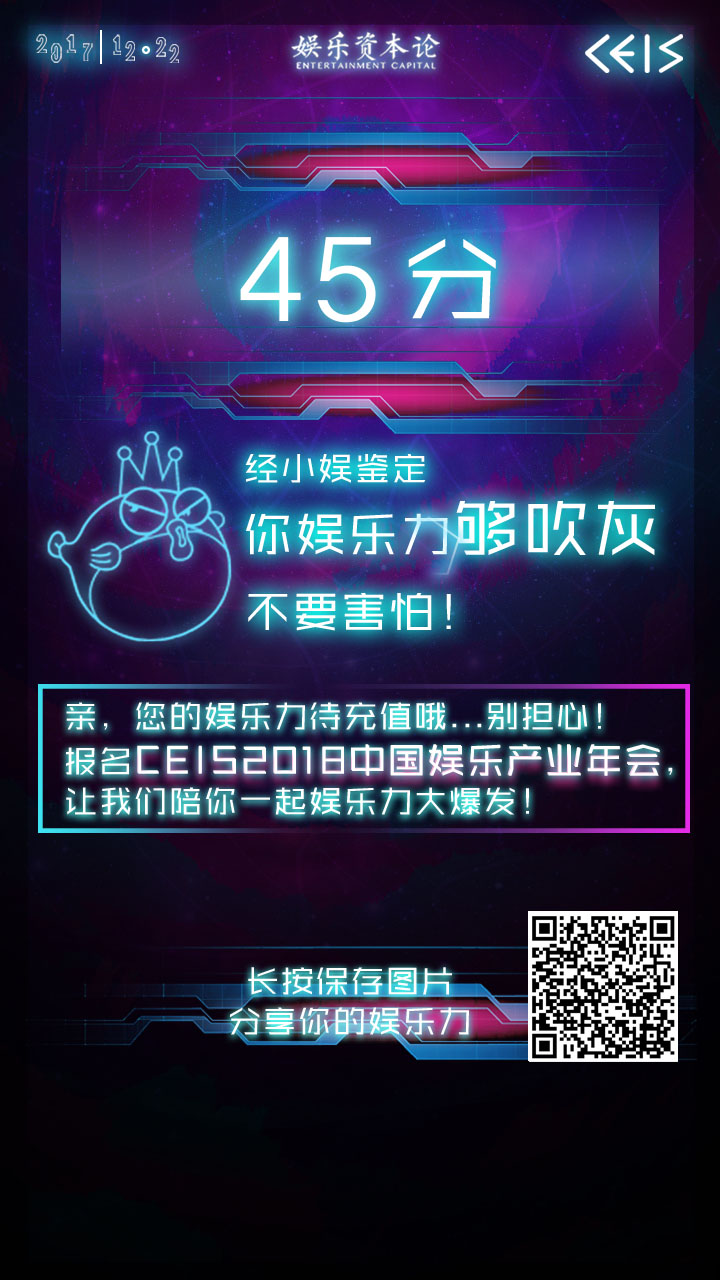 2017|12·22
娱乐资本论
ENTERTAINMENT CAPITAL
CEIS
45分
经小娱鉴定
你娱乐力够吹灰
不要害怕！
亲，您的娱乐力待充值哦...别担心！
报名CEIS2018中国娱乐产业年会，
让我们陪你一起娱乐力大爆发！
长按保存图片
分享你的娱乐力